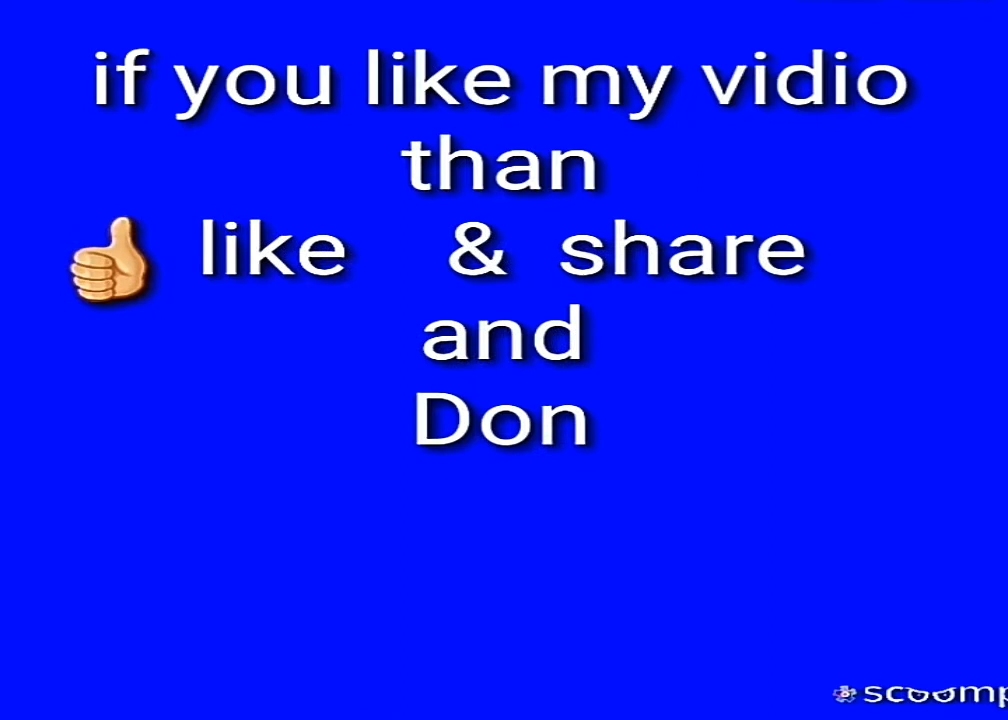 if you like my vidio
than
👍 like & share
and
Don